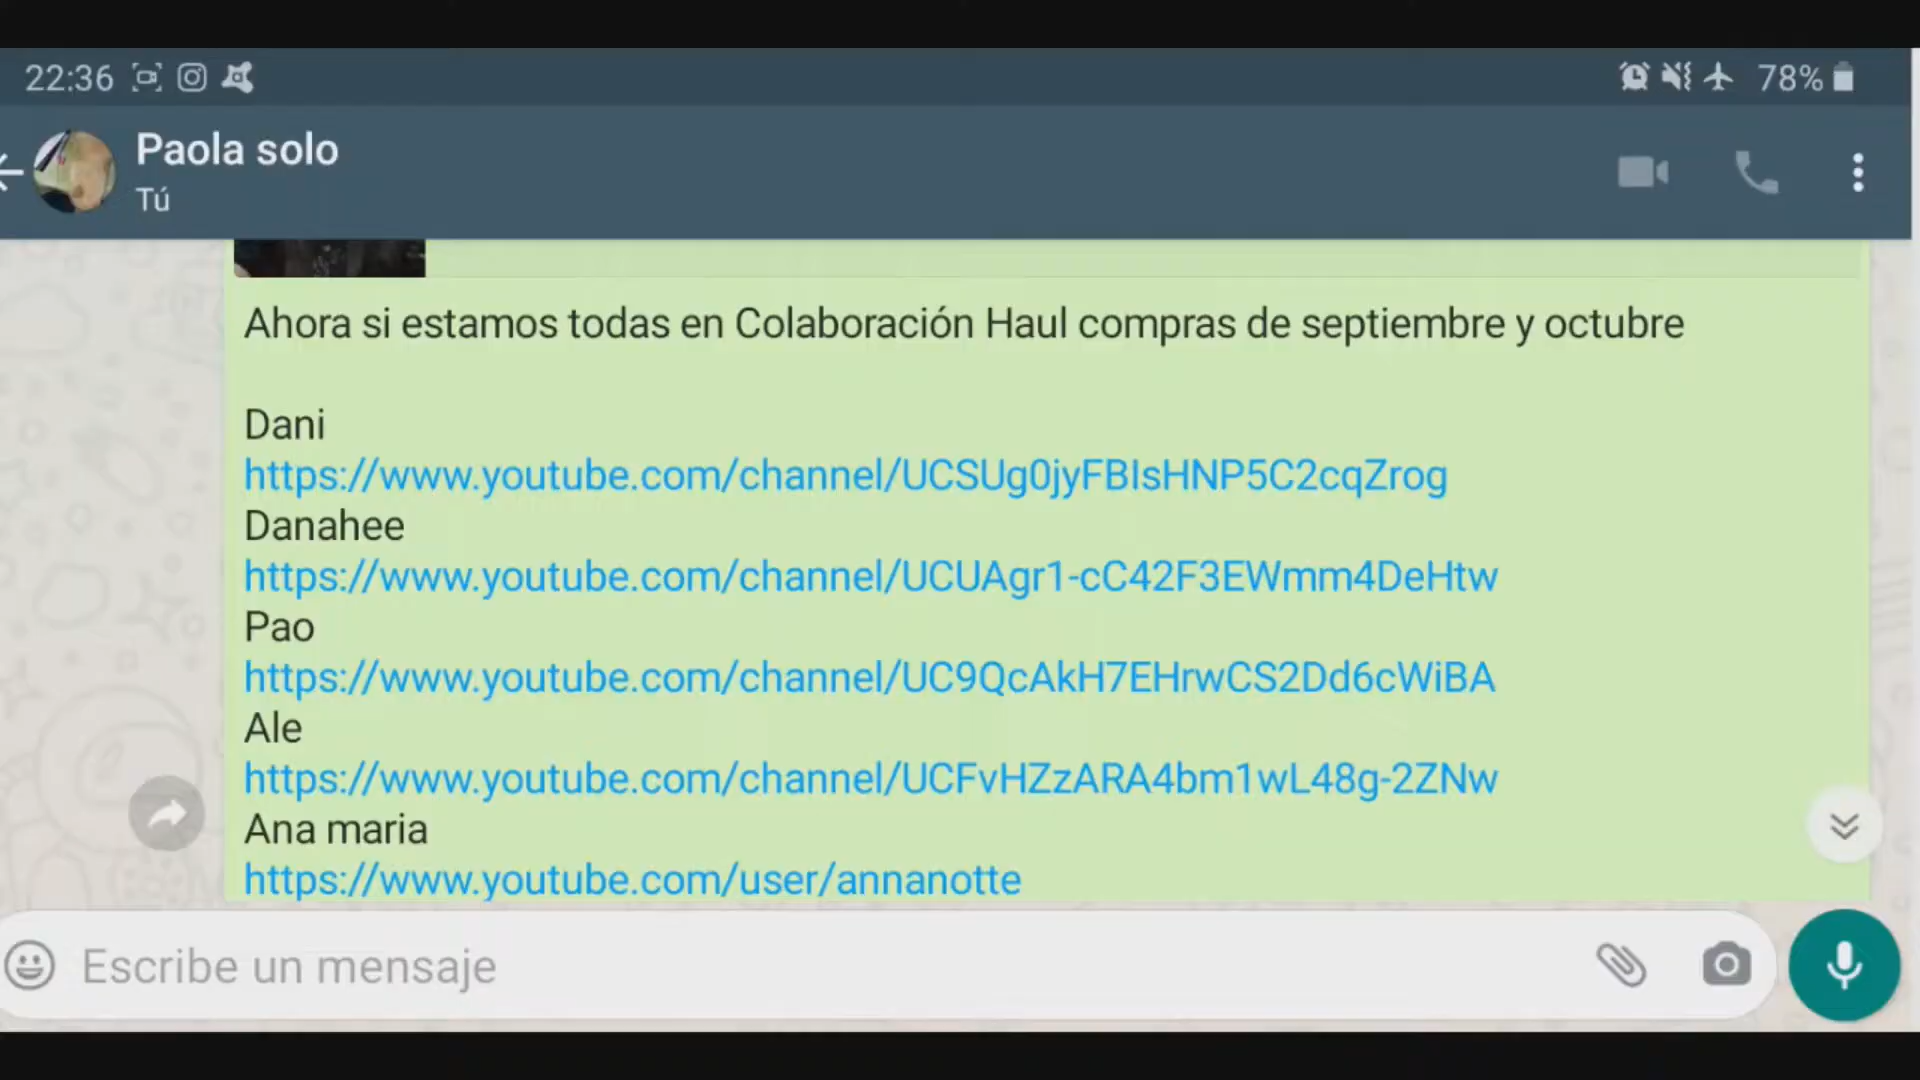 22:36
78%
Paola solo
Tú
Ahora si estamos todas en Colaboración Haul compras de septiembre y octubre
Dani
https://www.youtube.com/channel/UCSUg0jyFBIsHNP5C2cqZrog
Danahee
https://www.youtube.com/channel/UCUAgr1-cC42F3EWmm4DeHtw
Pao
https://www.youtube.com/channel/UC9QcAkH7EHrwCS2Dd6cWiBA
Ale
https://www.youtube.com/channel/UCFvHZzARA4bm1wL48g-2ZNw
Ana maria
https://www.youtube.com/user/annanotte
Escribe un mensaje